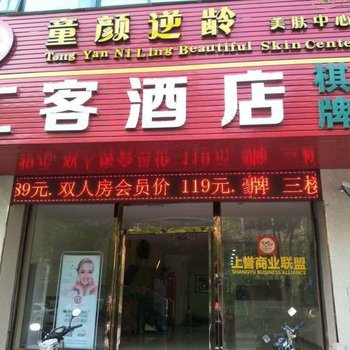 童颜逆龄 美肤中心
Tong Yan Ni Ling Beautiful Skin Center
客酒店 棋牌
89元. 双人房会员价 119元.
上誉商业联盟
SHANGYU BUSINESS ALLIANCE